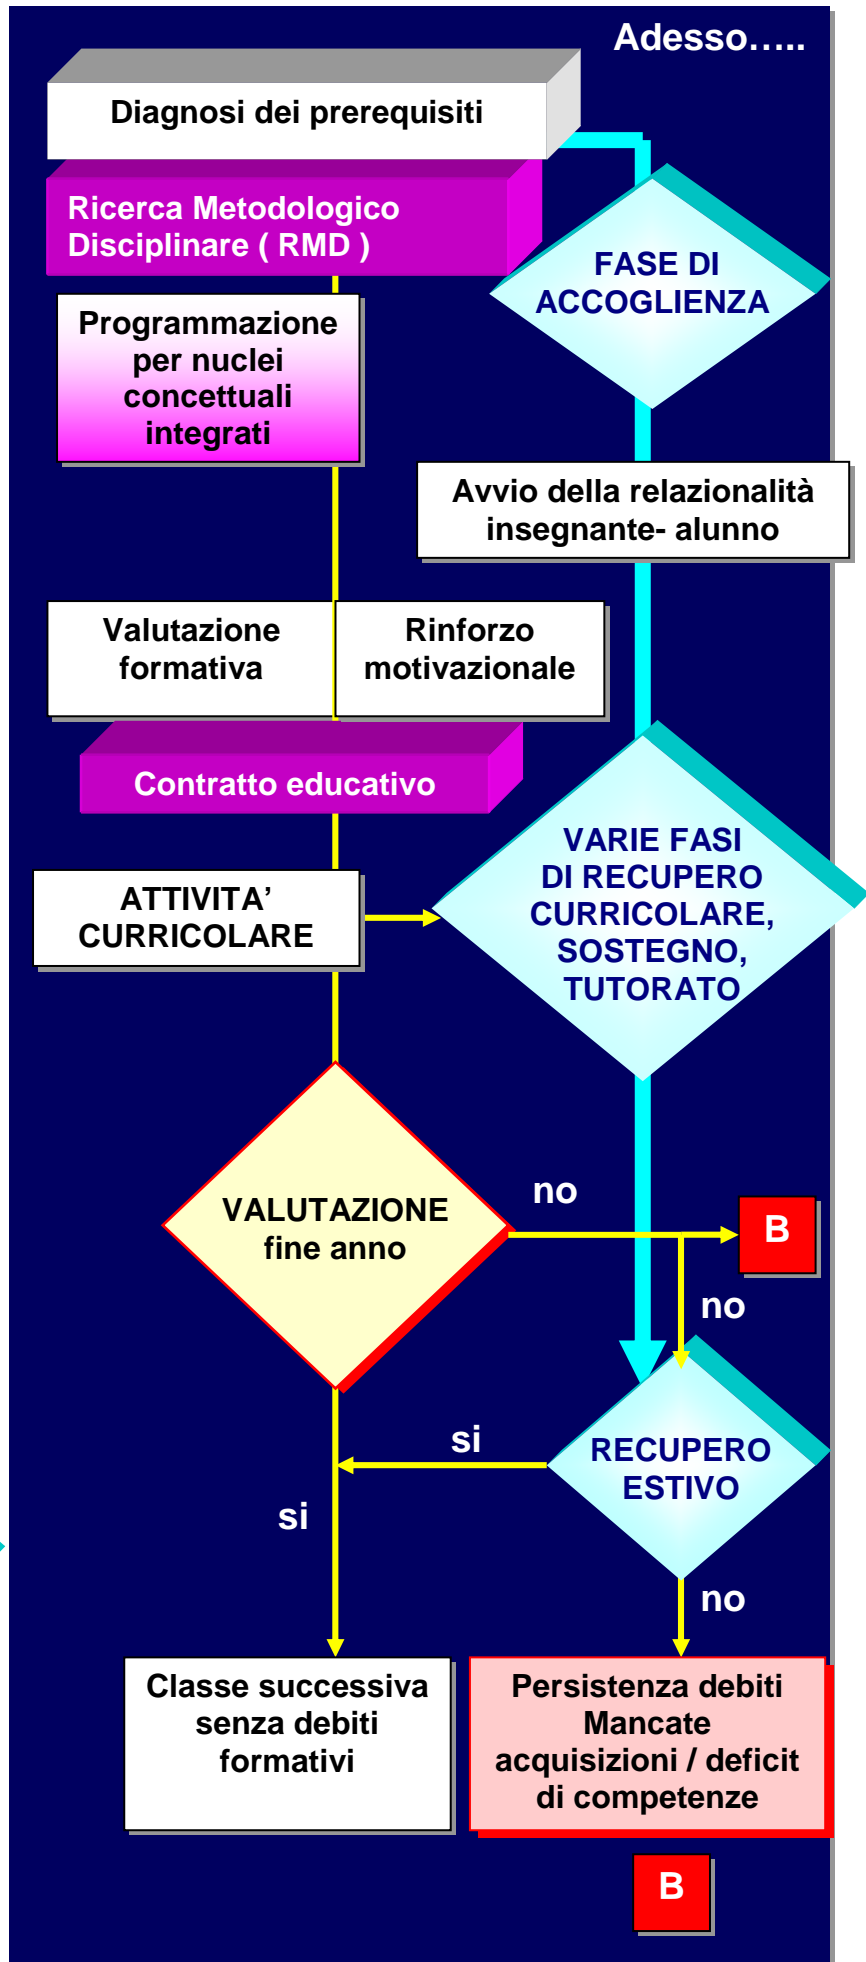 Adesso…..
Diagnosi dei prerequisiti
Ricerca Metodologico
Disciplinare ( RMD )
FASE DI
ACCOGLIENZA
Programmazione
per nuclei
concettuali
integrati
Avvio della relazionalità
insegnante- alunno
Valutazione
formativa
Rinforzo
motivazionale
Contratto educativo
VARIE FASI
DI RECUPERO
CURRICOLARE,
SOSTEGNO,
TUTORATO
ATTIVITA’
CURRICOLARE
VALUTAZIONE
fine anno
no
B
no
RECUPERO
ESTIVO
si
si
no
Classe successiva
senza debiti
formativi
Persistenza debiti
Mancate
acquisizioni / deficit
di competenze
B